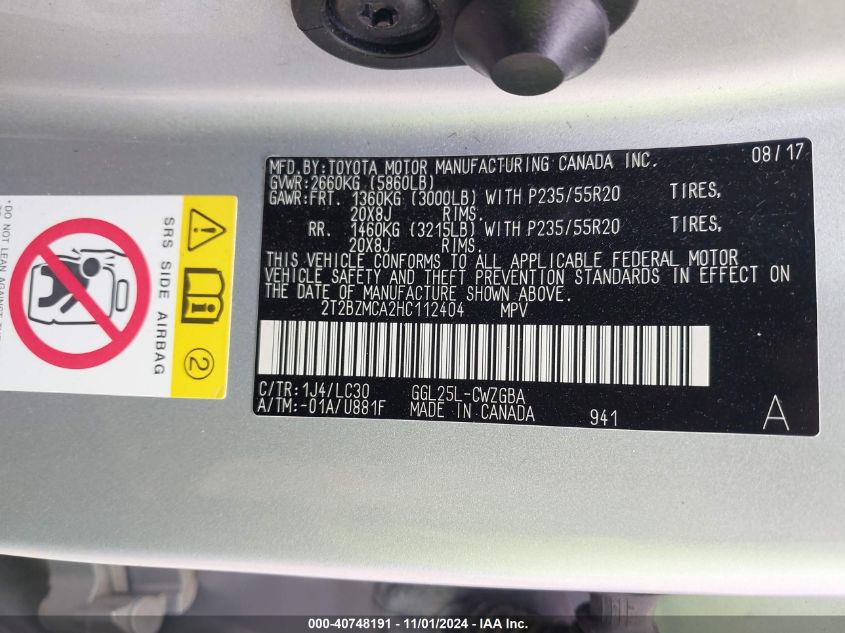 MFD.BY:TOYOTA MOTOR MANUFACTURING CANADA INC. 08/17
GVWR:2660KG (5860LB)
GAWR:FRT. 1360KG (3000LB) WITH P235/55R20 TIRES,
20X8J RIMS.
RR. 1460KG (3215LB) WITH P235/55R20 TIRES,
20X8J RIMS.
THIS VEHICLE CONFORMS TO ALL APPLICABLE FEDERAL MOTOR
VEHICLE SAFETY AND THEFT PREVENTION STANDARDS IN EFFECT ON
THE DATE OF MANUFACTURE SHOWN ABOVE.
2T2BZMCA2HC112404 MPV
C/TR:1J4/LC30 GGL25L-CWZGBA
A/TM:-01A/U881F MADE IN CANADA 941 A
SRS SIDE AIRBAG
2
•DO NOT LEAN AGAINST
000-40748191 - 11/01/2024 - IAA Inc.